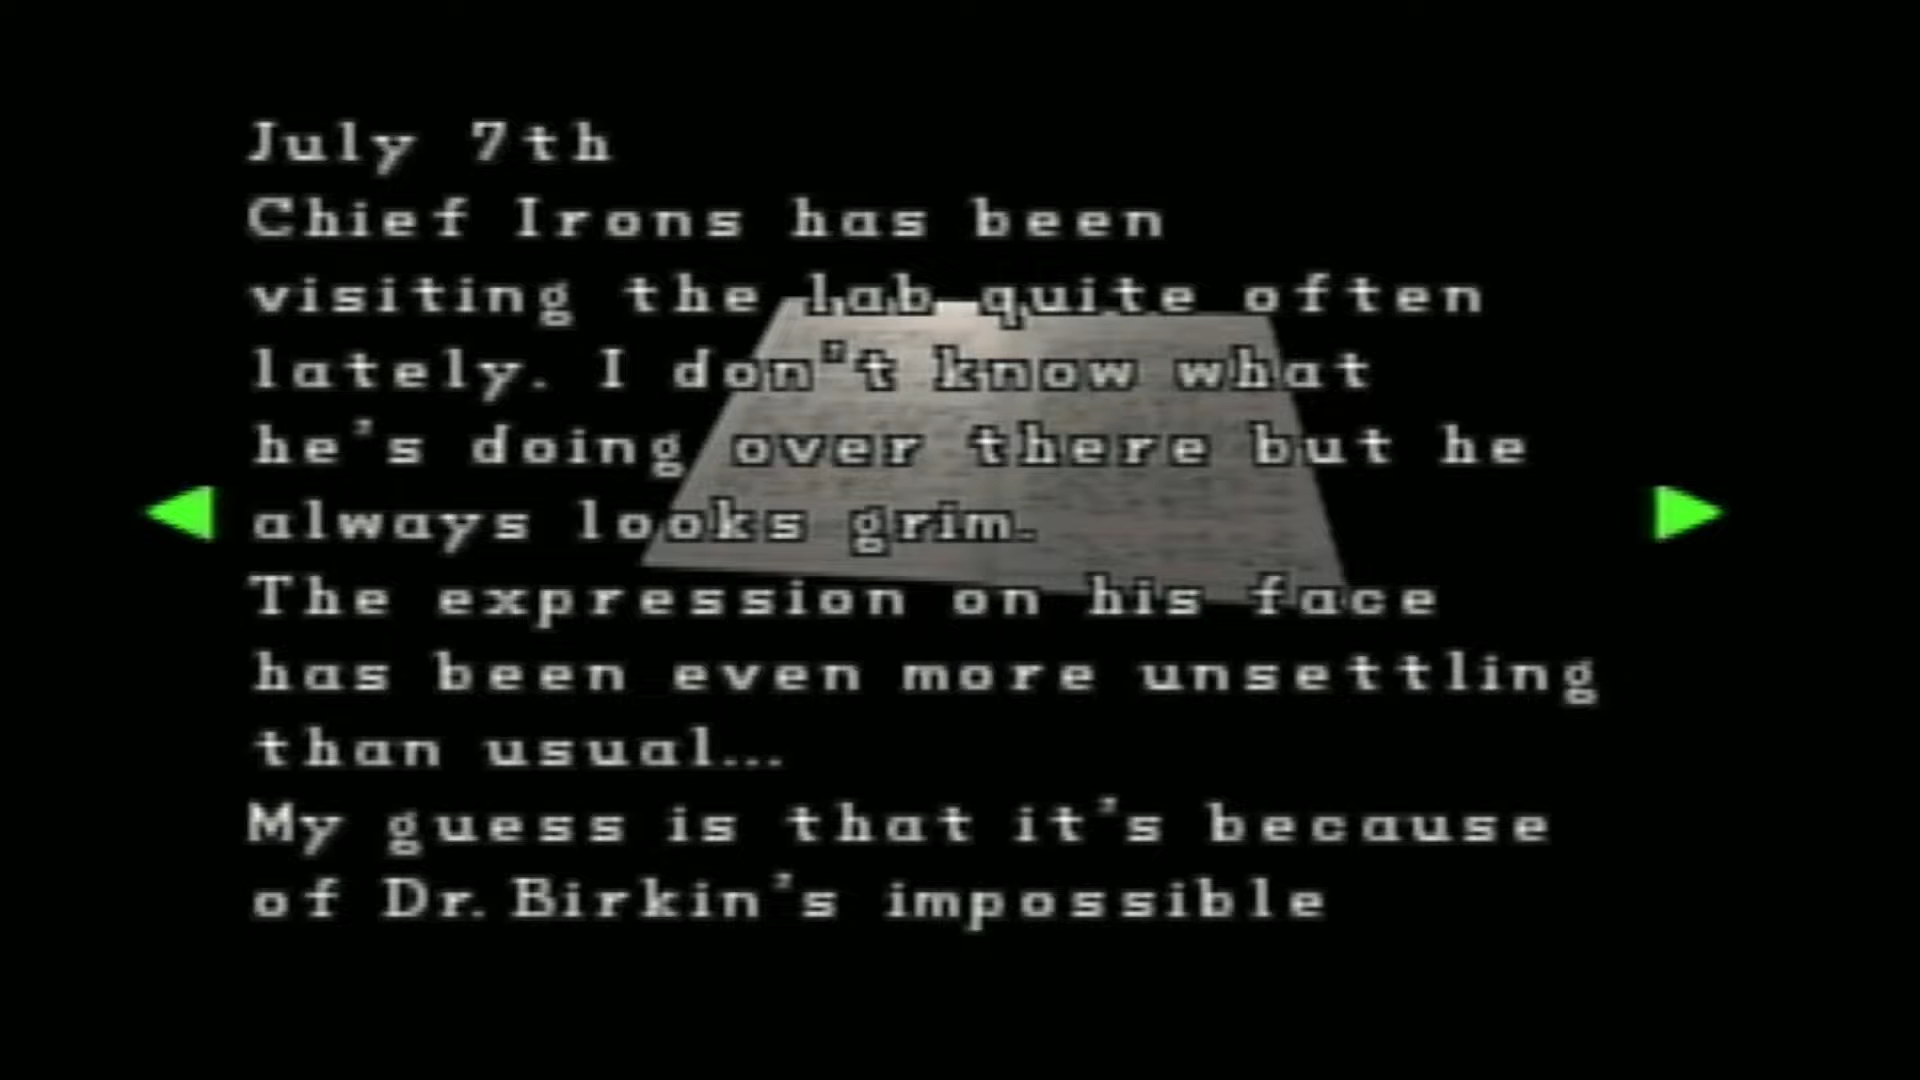 July 7th
Chief Irons has been
visiting the lab quite often
lately. I don't know what
he's doing over there but he
always looks grim.
The expression on his face
has been even more unsettling
than usual...
My guess is that it's because
of Dr. Birkin's impossible